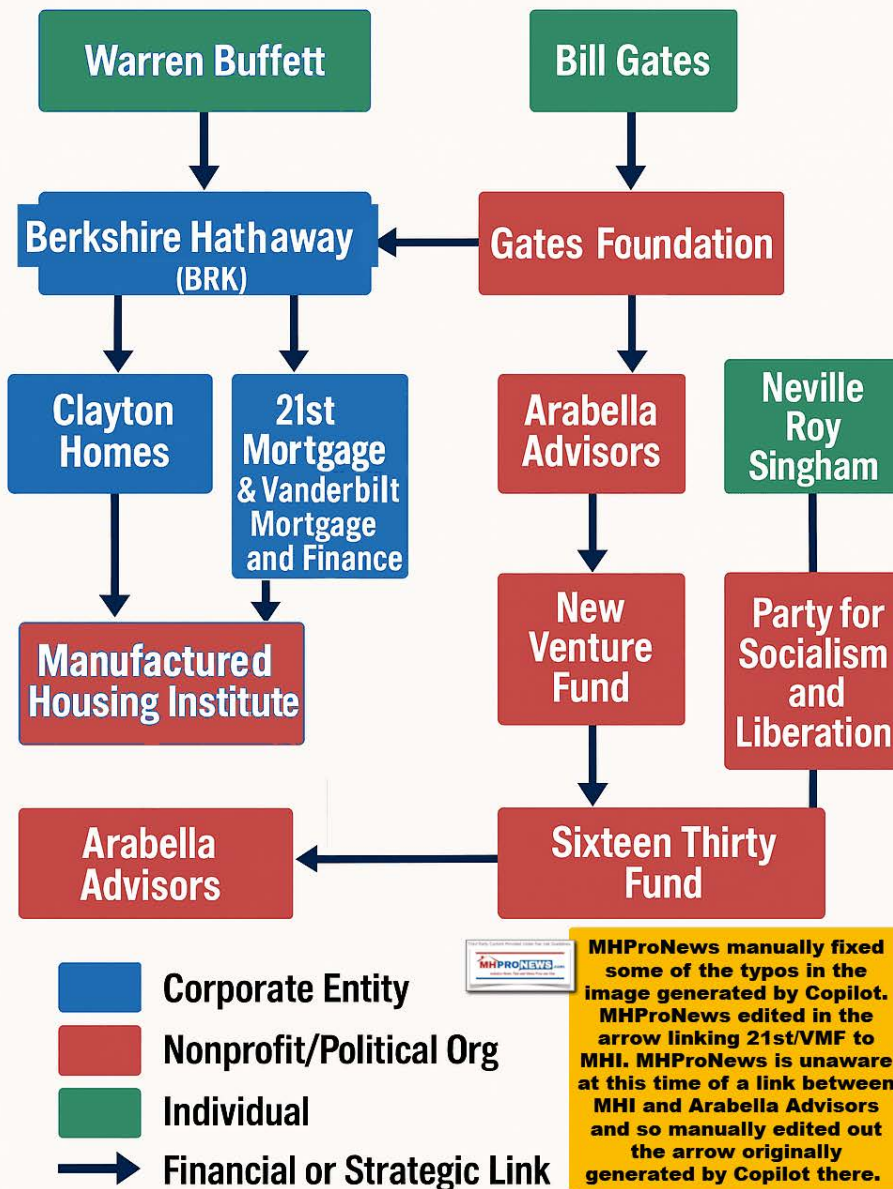 Warren Buffett
Bill Gates
Berkshire Hathaway
(BRK)
Gates Foundation
Clayton
Homes
21st
Mortgage
& Vanderbilt
Mortgage
and Finance
Arabella
Advisors
Neville
Roy
Singham
Manufactured
Housing Institute
New
Venture
Fund
Party for
Socialism
and
Liberation
Arabella
Advisors
Sixteen Thirty
Fund
Corporate Entity
Nonprofit/Political Org
Individual
Financial or Strategic Link
MHPRONEWS.com
MHProNews manually fixed
some of the typos in the
image generated by Copilot.
MHProNews edited in the
arrow linking 21st/VMF to
MHI. MHProNews is unaware
at this time of a link between
MHI and Arabella Advisors
and so manually edited out
the arrow originally
generated by Copilot there.